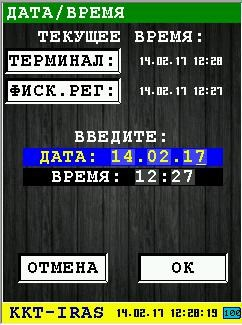 ДАТА/ВРЕМЯ
ТЕКУЩЕЕ ВРЕМЯ:
ТЕРМИНАЛ: 14.02.17 12:28
ФИСК.РЕГ: 14.02.17 12:27
ВВЕДИТЕ:
ДАТА: 14.02.17
ВРЕМЯ: 12:27
ОТМЕНА ОК
KKT-IRAS 14.02.17 12:28:19 100